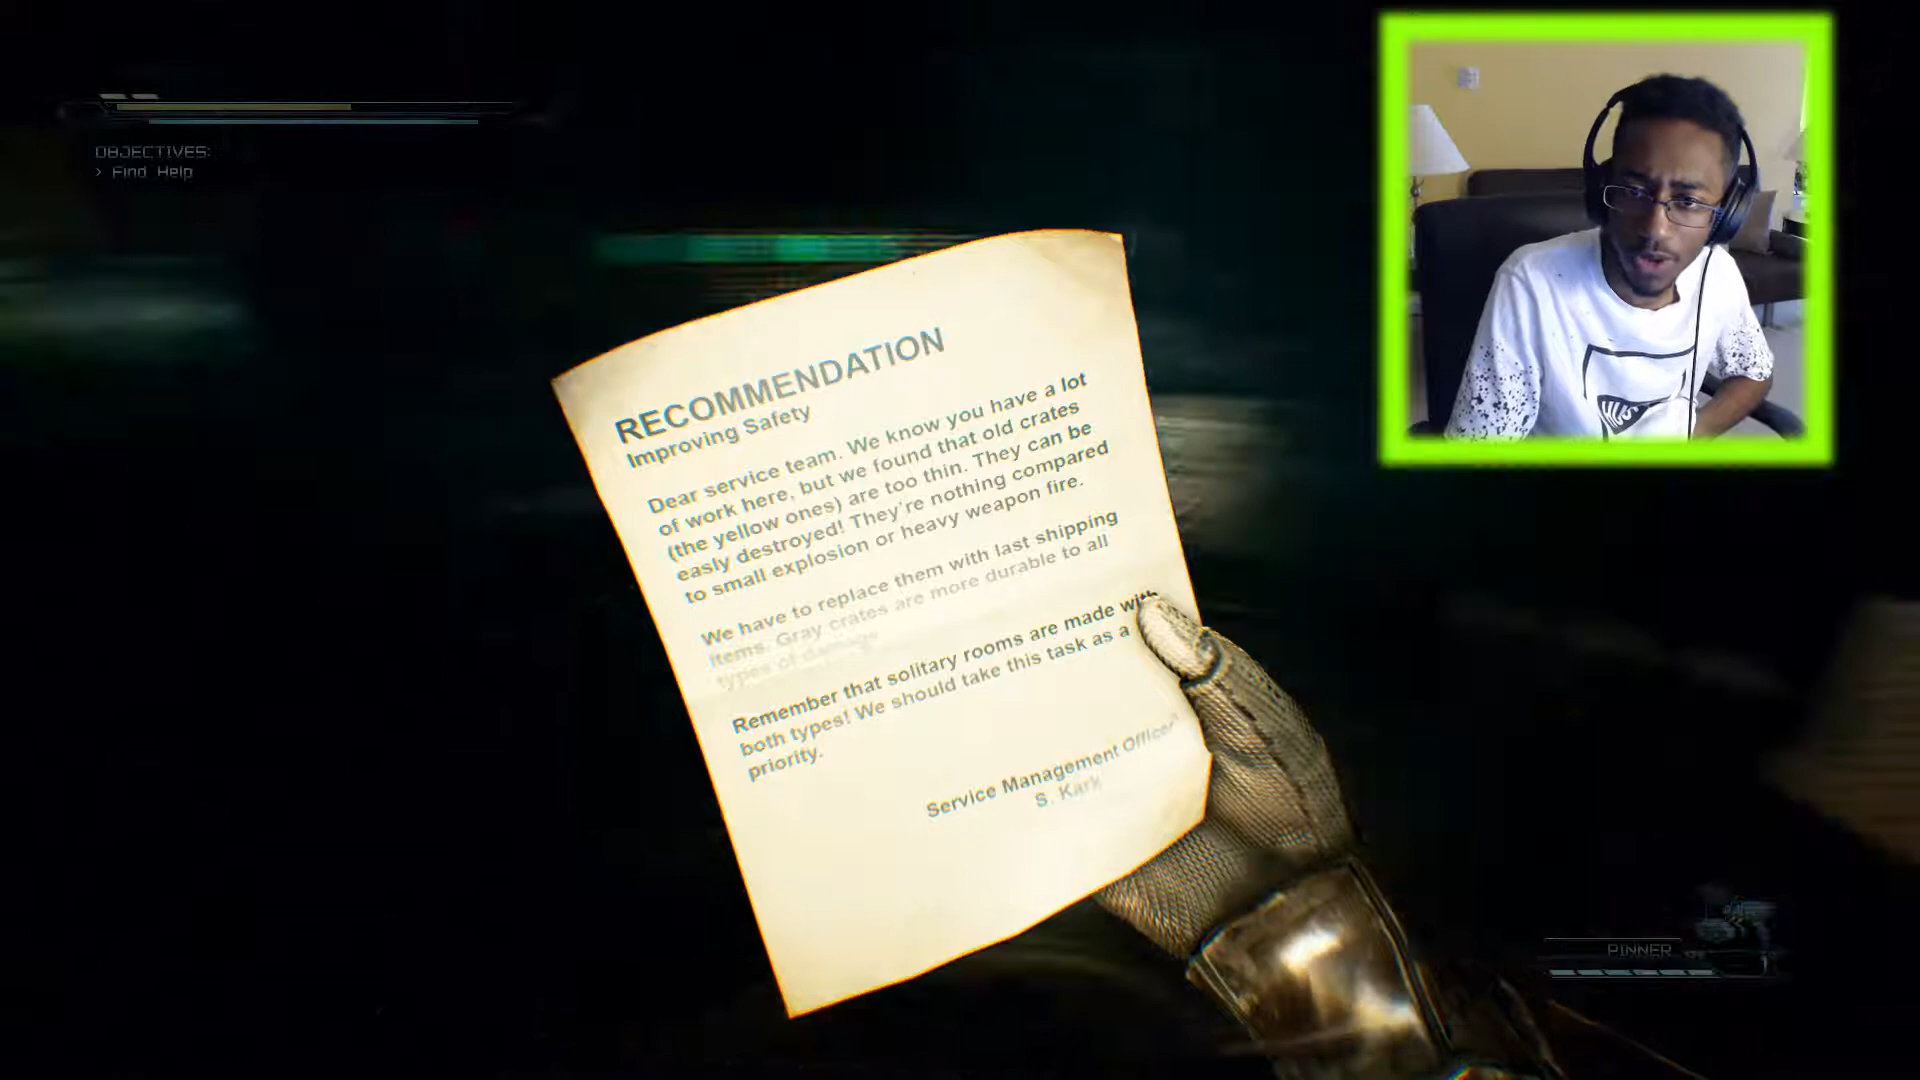 OBJECTIVES:
> Find Help
RECOMMENDATION
Improving Safety
Dear service team. We know you have a lot
of work here, but we found that old crates
(the yellow ones) are too thin. They can be
easly destroyed! They're nothing compared
to small explosion or heavy weapon fire.
We have to replace them with last shipping
items. Gray crates are more durable to all
types of damage
Remember that solitary rooms are made with
both types! We should take this task as a
priority.
Service Management Officer
S. Kark
PINNER